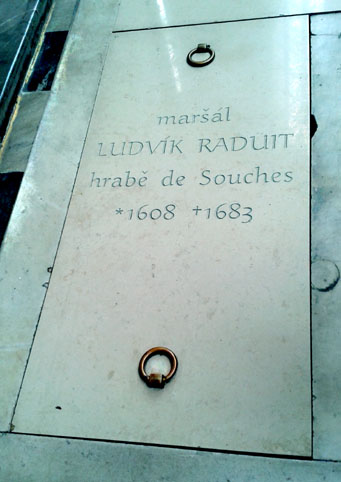 maršál
LUDVÍK RADUIT
hrabě de Souches
*1608 †1683